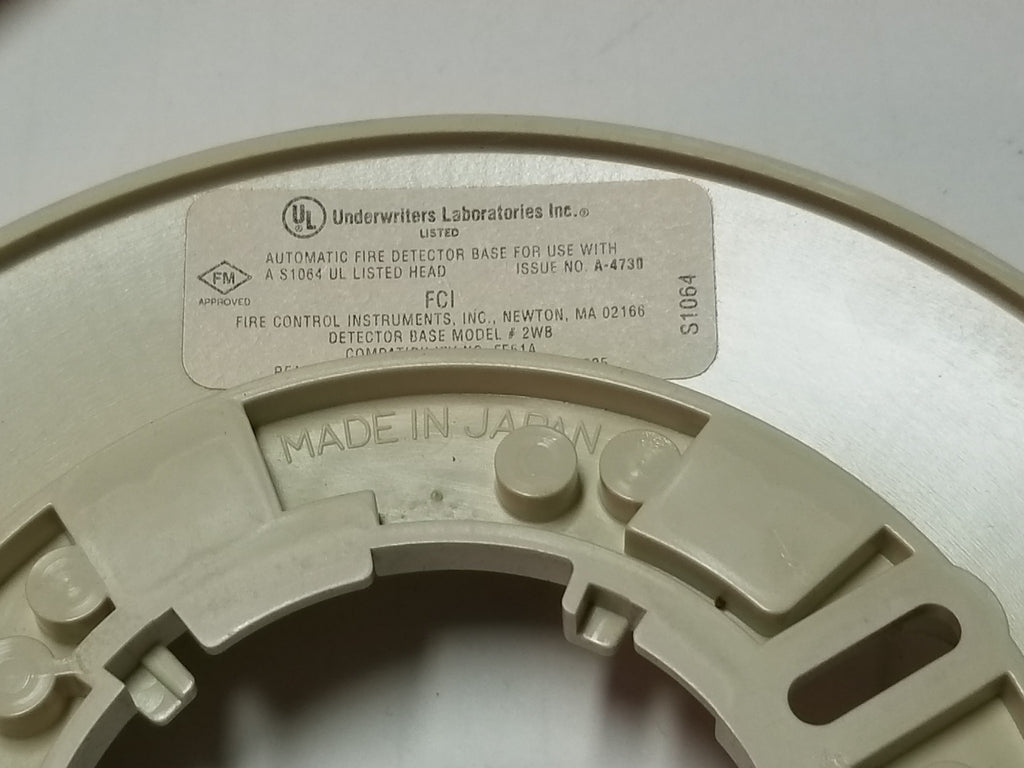 UL Underwriters Laboratories Inc.®
LISTED
AUTOMATIC FIRE DETECTOR BASE FOR USE WITH
A S1064 UL LISTED HEAD ISSUE NO. A-4730
FM
APPROVED
FCI
FIRE CONTROL INSTRUMENTS, INC., NEWTON, MA 02166
DETECTOR BASE MODEL # 2WB
S1064
MADE IN JAPAN